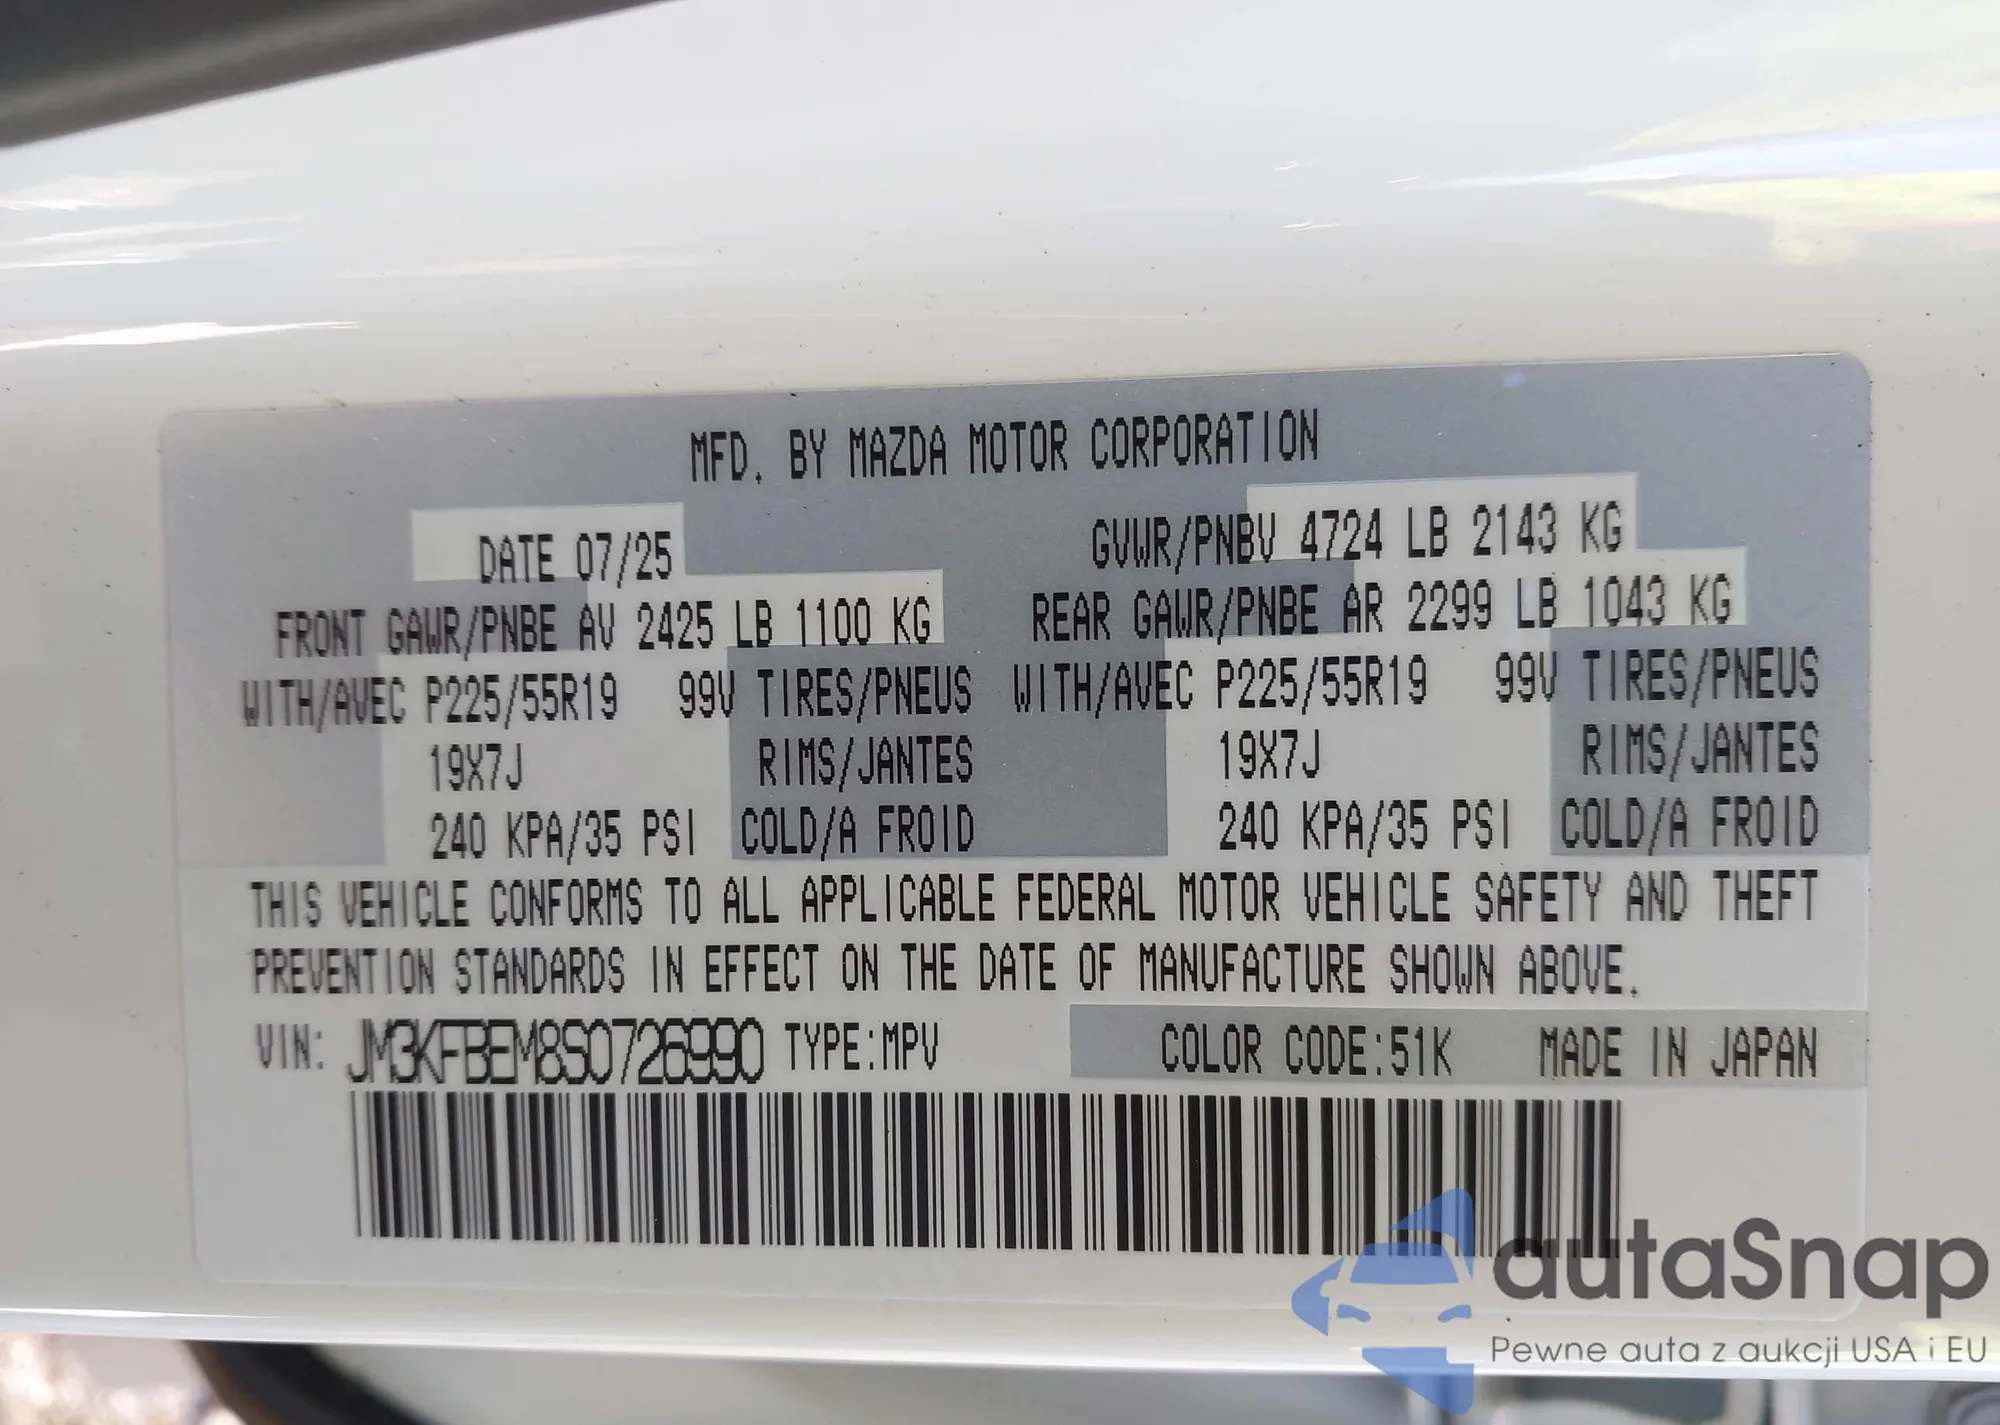 MFD. BY MAZDA MOTOR CORPORATION
DATE 07/25 GVWR/PNBV 4724 LB 2143 KG
FRONT GAWR/PNBE AV 2425 LB 1100 KG REAR GAWR/PNBE AR 2299 LB 1043 KG
WITH/AVEC P225/55R19 99V TIRES/PNEUS WITH/AVEC P225/55R19 99V TIRES/PNEUS
19X7J RIMS/JANTES 19X7J RIMS/JANTES
240 KPA/35 PSI COLD/A FROID 240 KPA/35 PSI COLD/A FROID
THIS VEHICLE CONFORMS TO ALL APPLICABLE FEDERAL MOTOR VEHICLE SAFETY AND THEFT
PREVENTION STANDARDS IN EFFECT ON THE DATE OF MANUFACTURE SHOWN ABOVE.
VIN: JM3KFBEM8S0726990 TYPE:MPV COLOR CODE:51K MADE IN JAPAN
autaSnap
Pewne auta z aukcji USA i EU